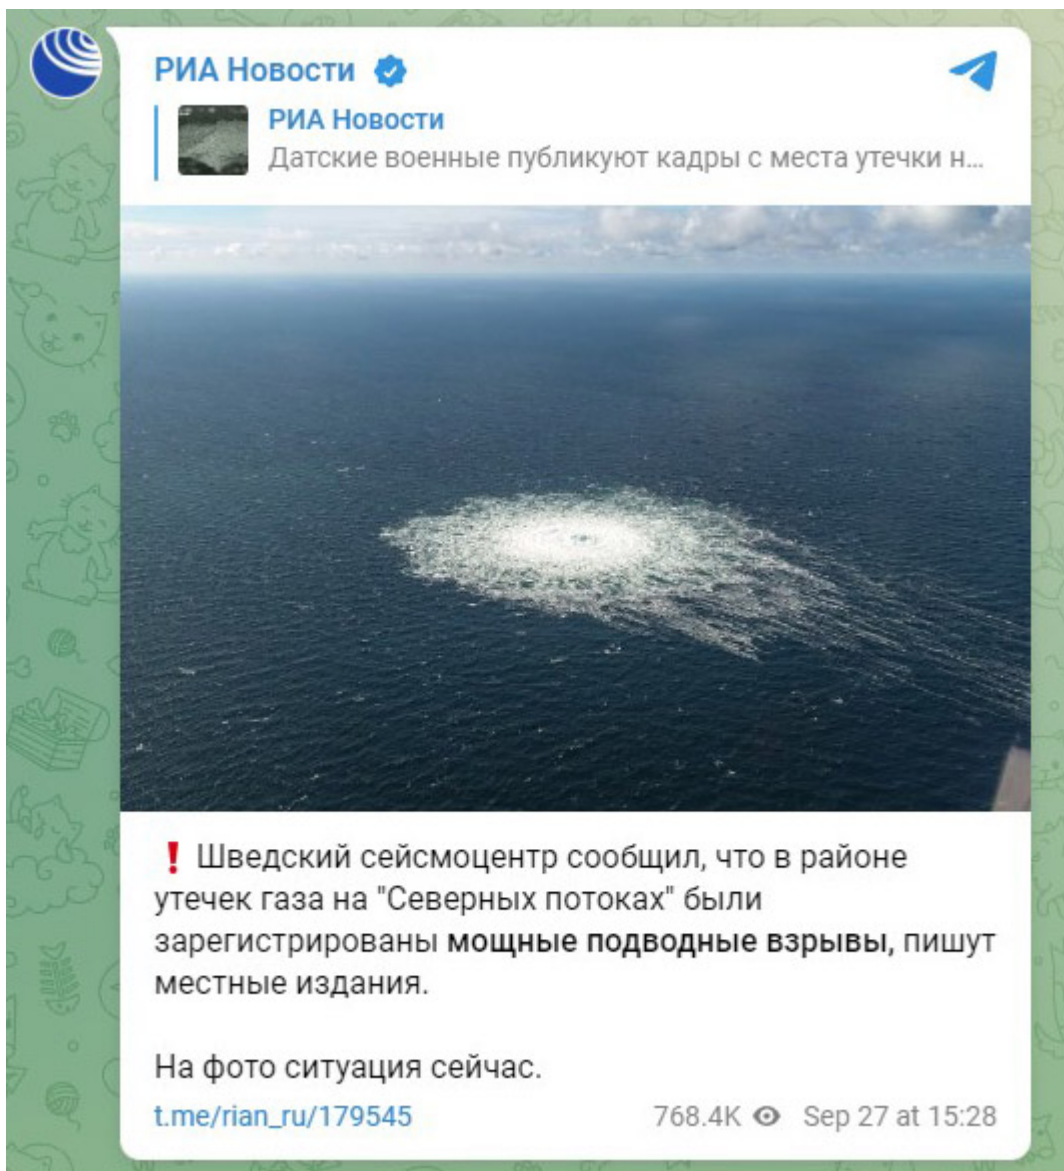 РИА Новости
РИА Новости
Датские военные публикуют кадры с места утечки н...
❗ Шведский сейсмоцентр сообщил, что в районе
утечек газа на "Северных потоках" были
зарегистрированы мощные подводные взрывы, пишут
местные издания.
На фото ситуация сейчас.
t.me/rian_ru/179545 768.4K Sep 27 at 15:28